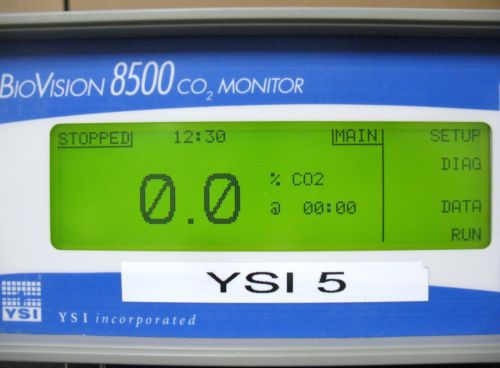 BIOVISION 8500 CO2 MONITOR
STOPPED 12:30 MAIN SETUP
DIAG
0.0 % CO2
@ 00:00 DATA
RUN
YSI 5
YSI
YSI incorporated